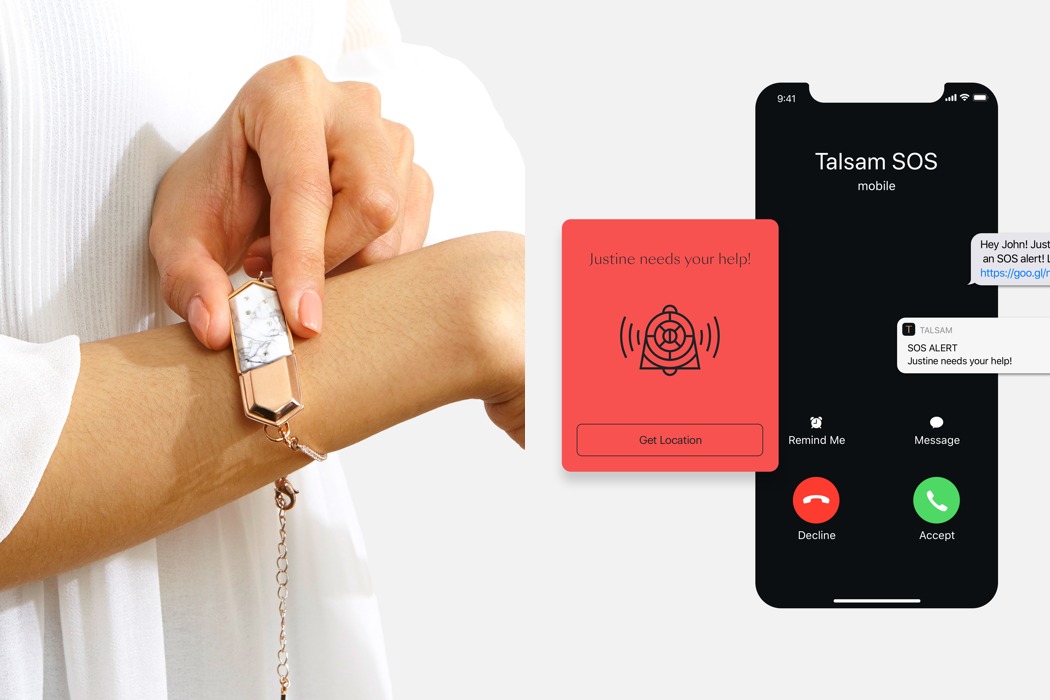 9:41
Talsam SOS
mobile
Justine needs your help!
Get Location
Hey John! Just
an SOS alert!
https://goo.gl/
T TALSAM
SOS ALERT
Justine needs your help!
Remind Me
Message
Decline
Accept